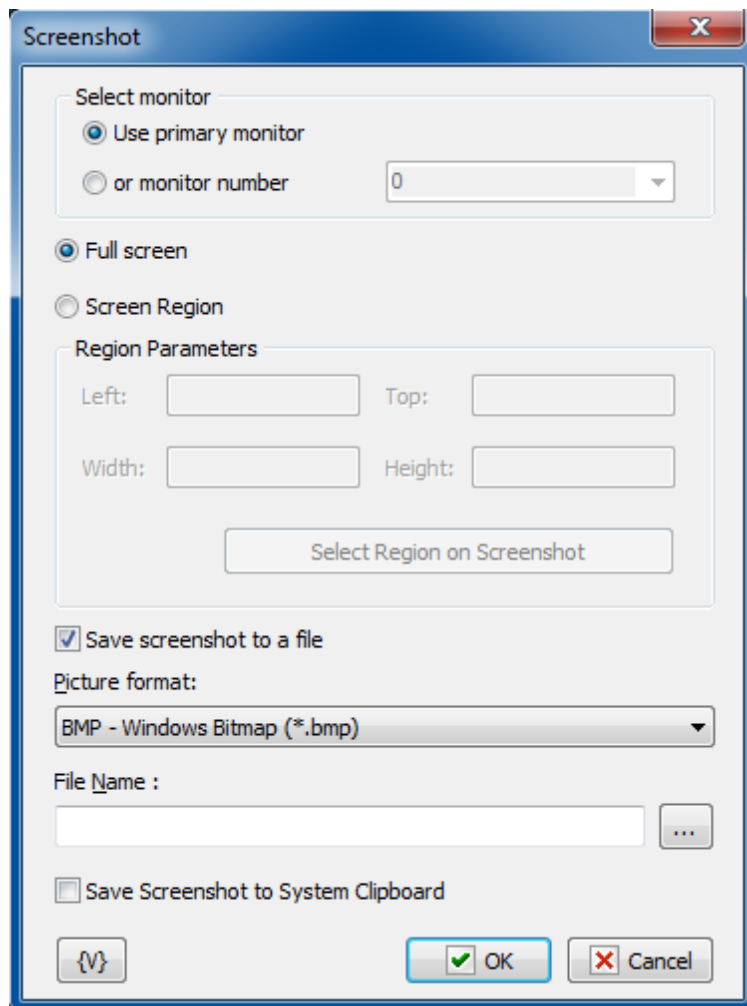 Screenshot
Select monitor
Use primary monitor
or monitor number 0
Full screen
Screen Region
Region Parameters
Left: Top:
Width: Height:
Select Region on Screenshot
Save screenshot to a file
Picture format:
BMP - Windows Bitmap (*.bmp)
File Name :
...
Save Screenshot to System Clipboard
{V} OK Cancel